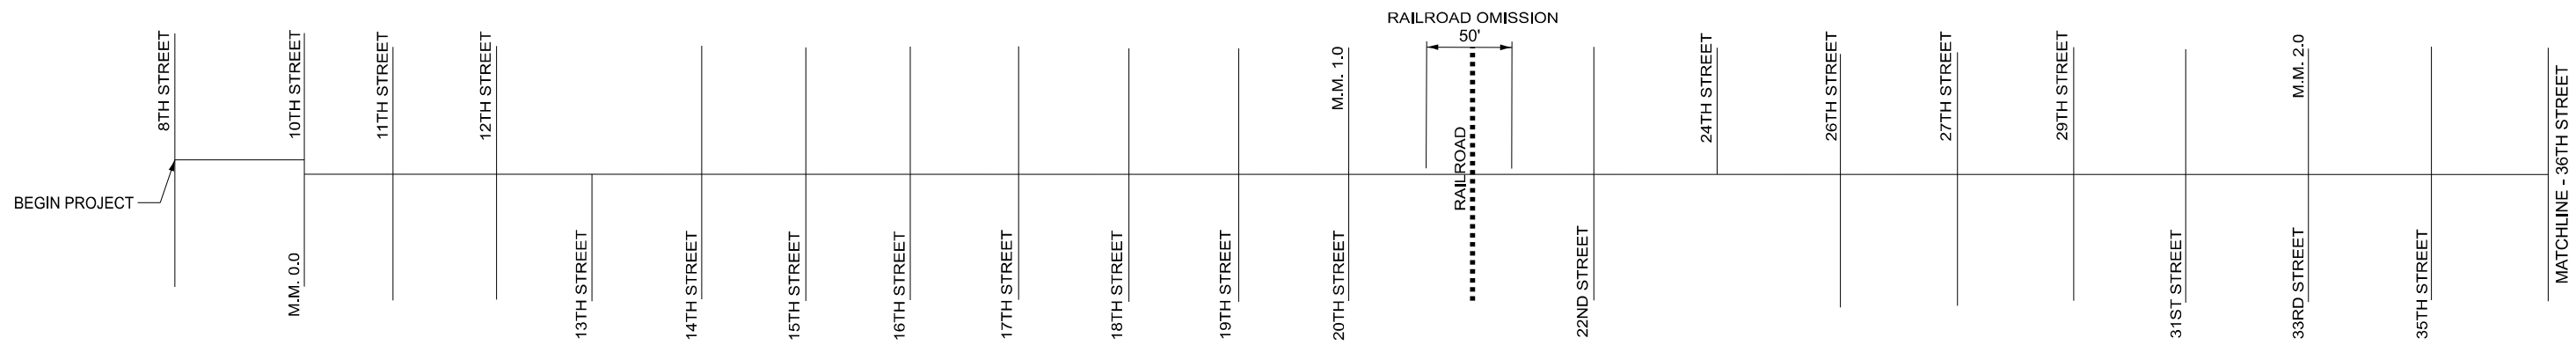 RAILROAD OMISSION
50'
8TH STREET
10TH STREET
11TH STREET
12TH STREET
M.M. 1.0
RAILROAD
24TH STREET
26TH STREET
27TH STREET
29TH STREET
M.M. 2.0
MATCHLINE - 36TH STREET
BEGIN PROJECT
M.M. 0.0
13TH STREET
14TH STREET
15TH STREET
16TH STREET
17TH STREET
18TH STREET
19TH STREET
20TH STREET
22ND STREET
31ST STREET
33RD STREET
35TH STREET